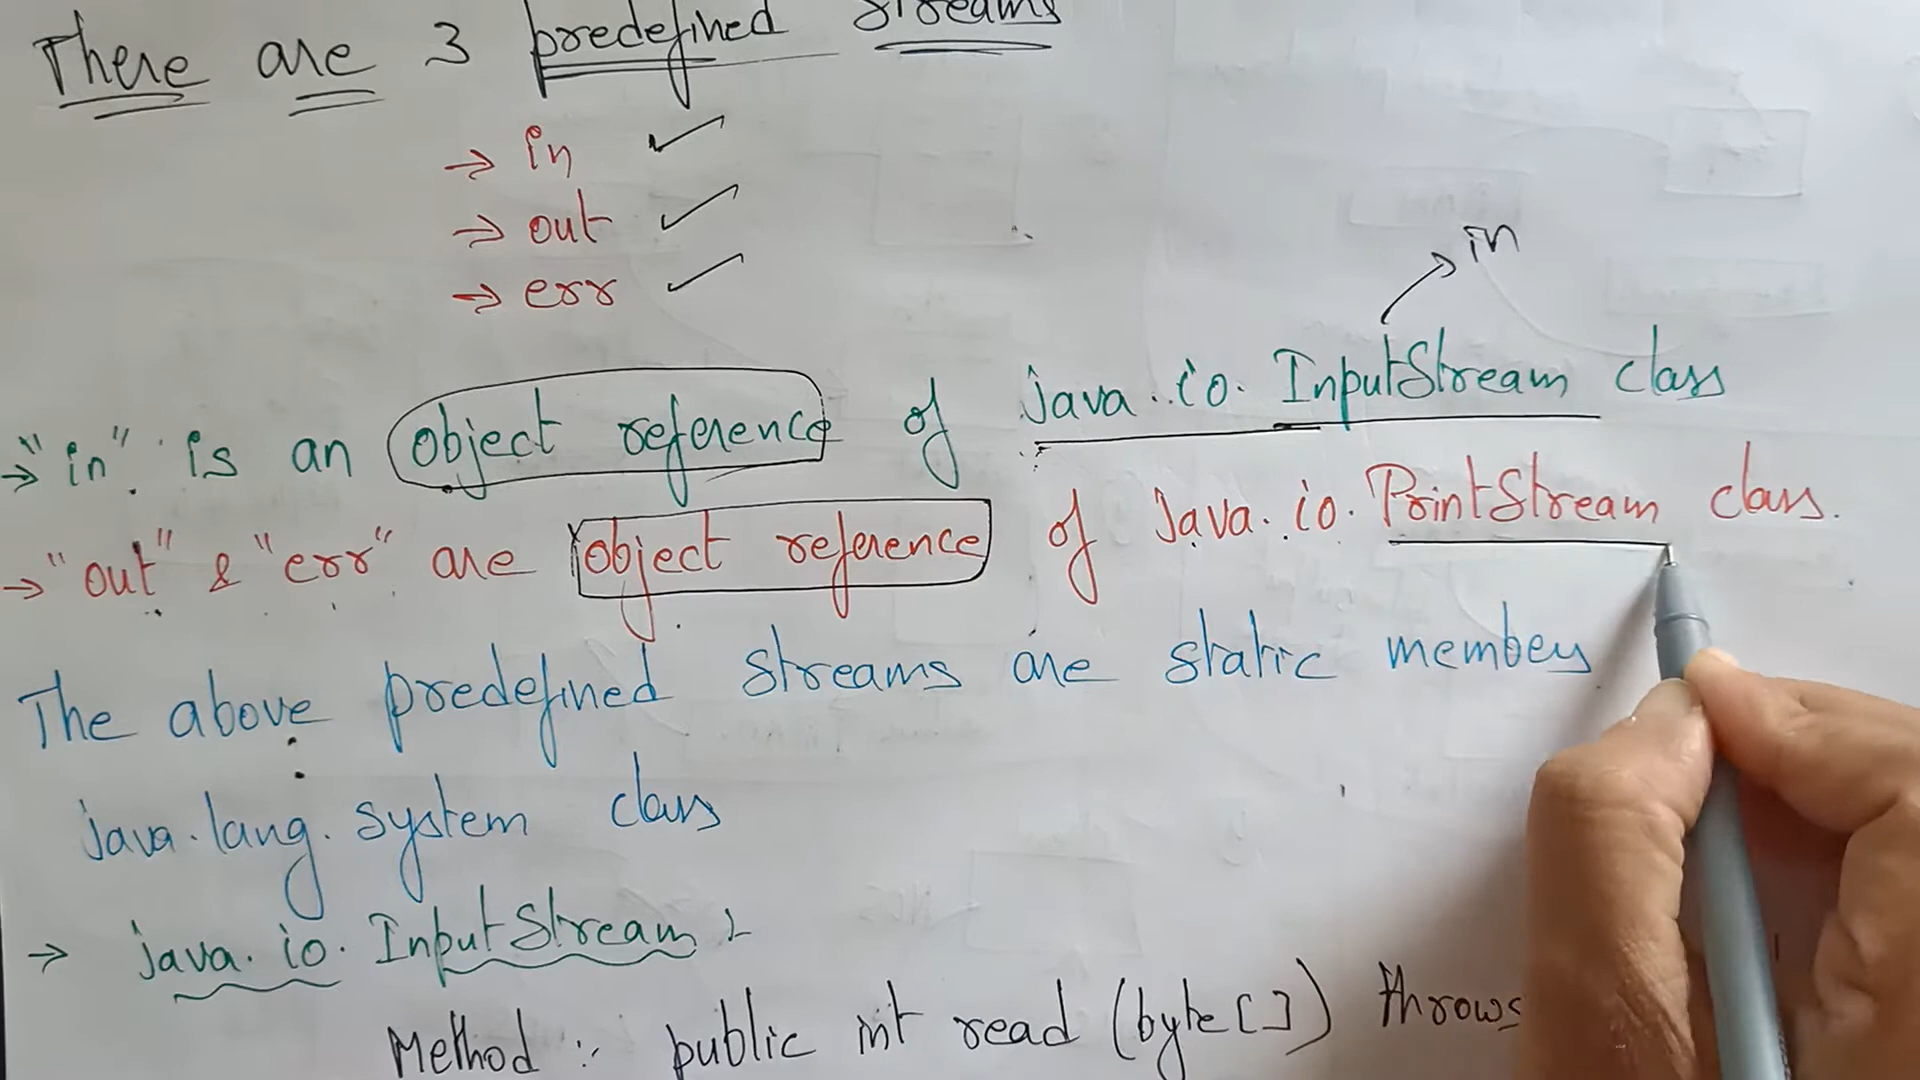 There are 3 predefined streams
→ in ✓
→ out ✓
→ err ✓
in
→ "in" is an object reference of java.io.InputStream class
→ "out" & "err" are object reference of Java.io.PrintStream class.
The above predefined streams are static members
java.lang.system class
→ java.io.InputStream :-
Method :- public int read (byte[]) throws